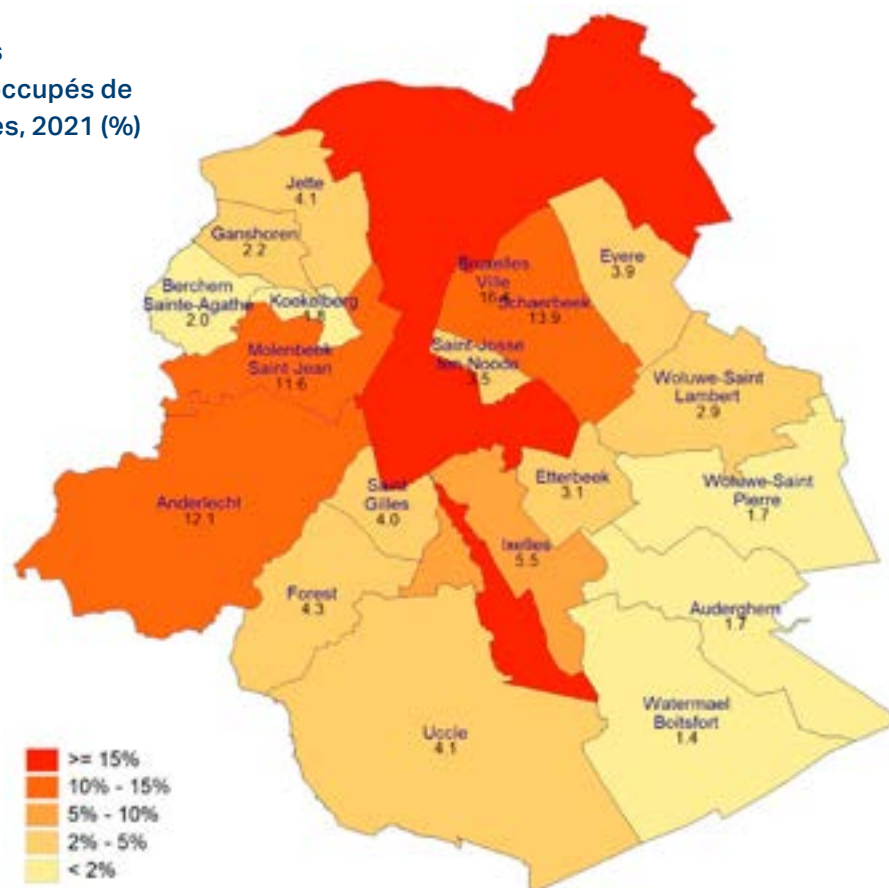 s
occupés de
es, 2021 (%)
Jette
4.1
Ganshoren
2.2
Berchem
Sainte-Agathe
2.0
Koekelberg
1.8
Molenbeek
Saint Jean
11.6
Bruxelles
Ville
Schaerbeek
13.9
Evere
3.9
Saint-Josse
ten Noode
3.5
Woluwe-Saint
Lambert
2.9
Woluwe-Saint
Pierre
1.7
Etterbeek
3.1
Anderlecht
12.1
Saint
Gilles
4.0
Ixelles
5.5
Forest
4.3
Auderghem
1.7
Uccle
4.1
Watermael
Boitsfort
1.4
>= 15%
10% - 15%
5% - 10%
2% - 5%
< 2%